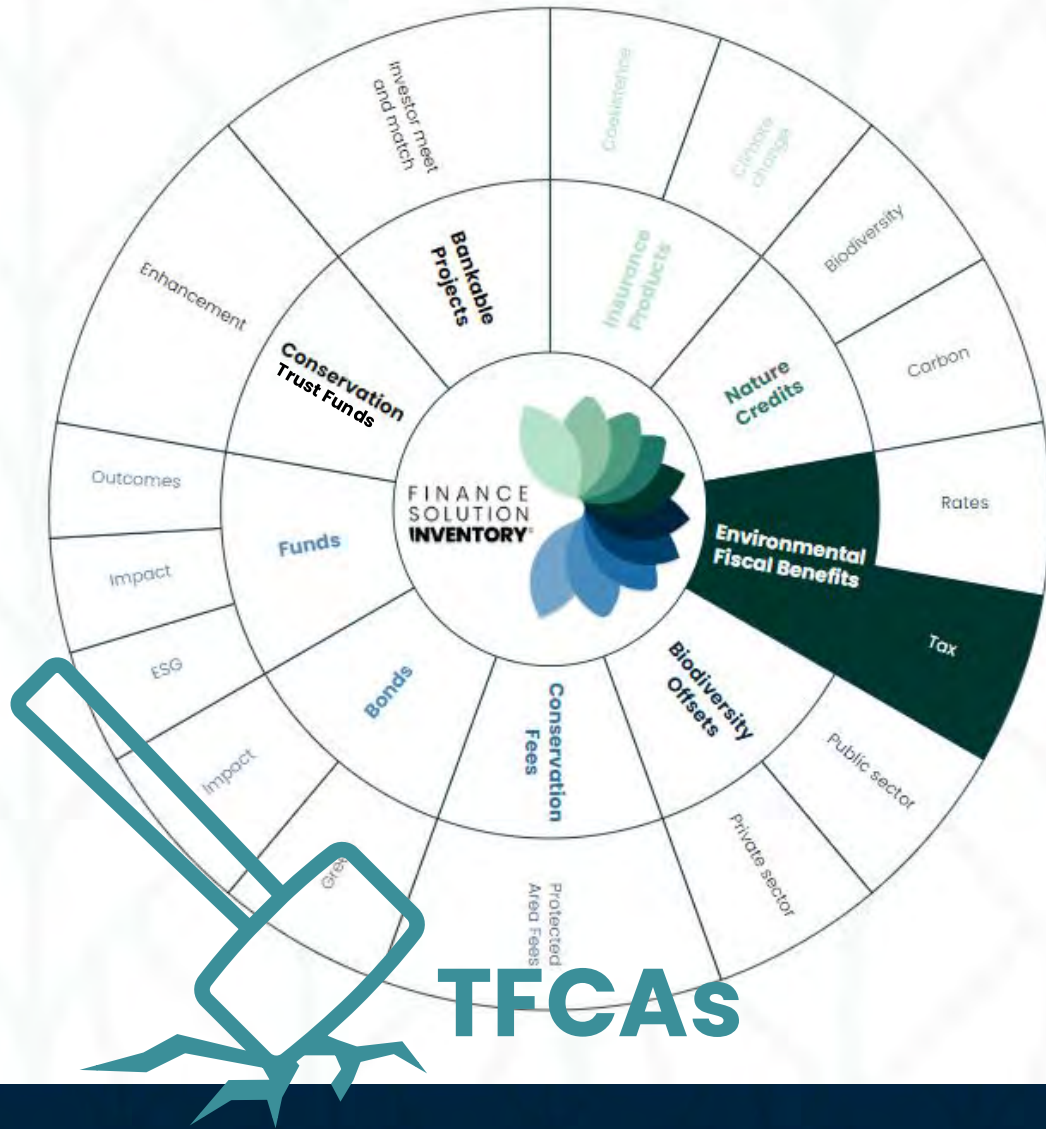 FINANCE
SOLUTION
INVENTORY®
Insurance
Products
Coexistence
Climate
change
Nature
Credits
Biodiversity
Carbon
Environmental
Fiscal Benefits
Rates
Tax
Biodiversity
Offsets
Public sector
Private sector
Conservation
Fees
Protected
Area Fees
Bonds
Impact
Funds
ESG
Impact
Outcomes
Conservation
Trust Funds
Enhancement
Bankable
Projects
Investor meet
and match
TFCAs